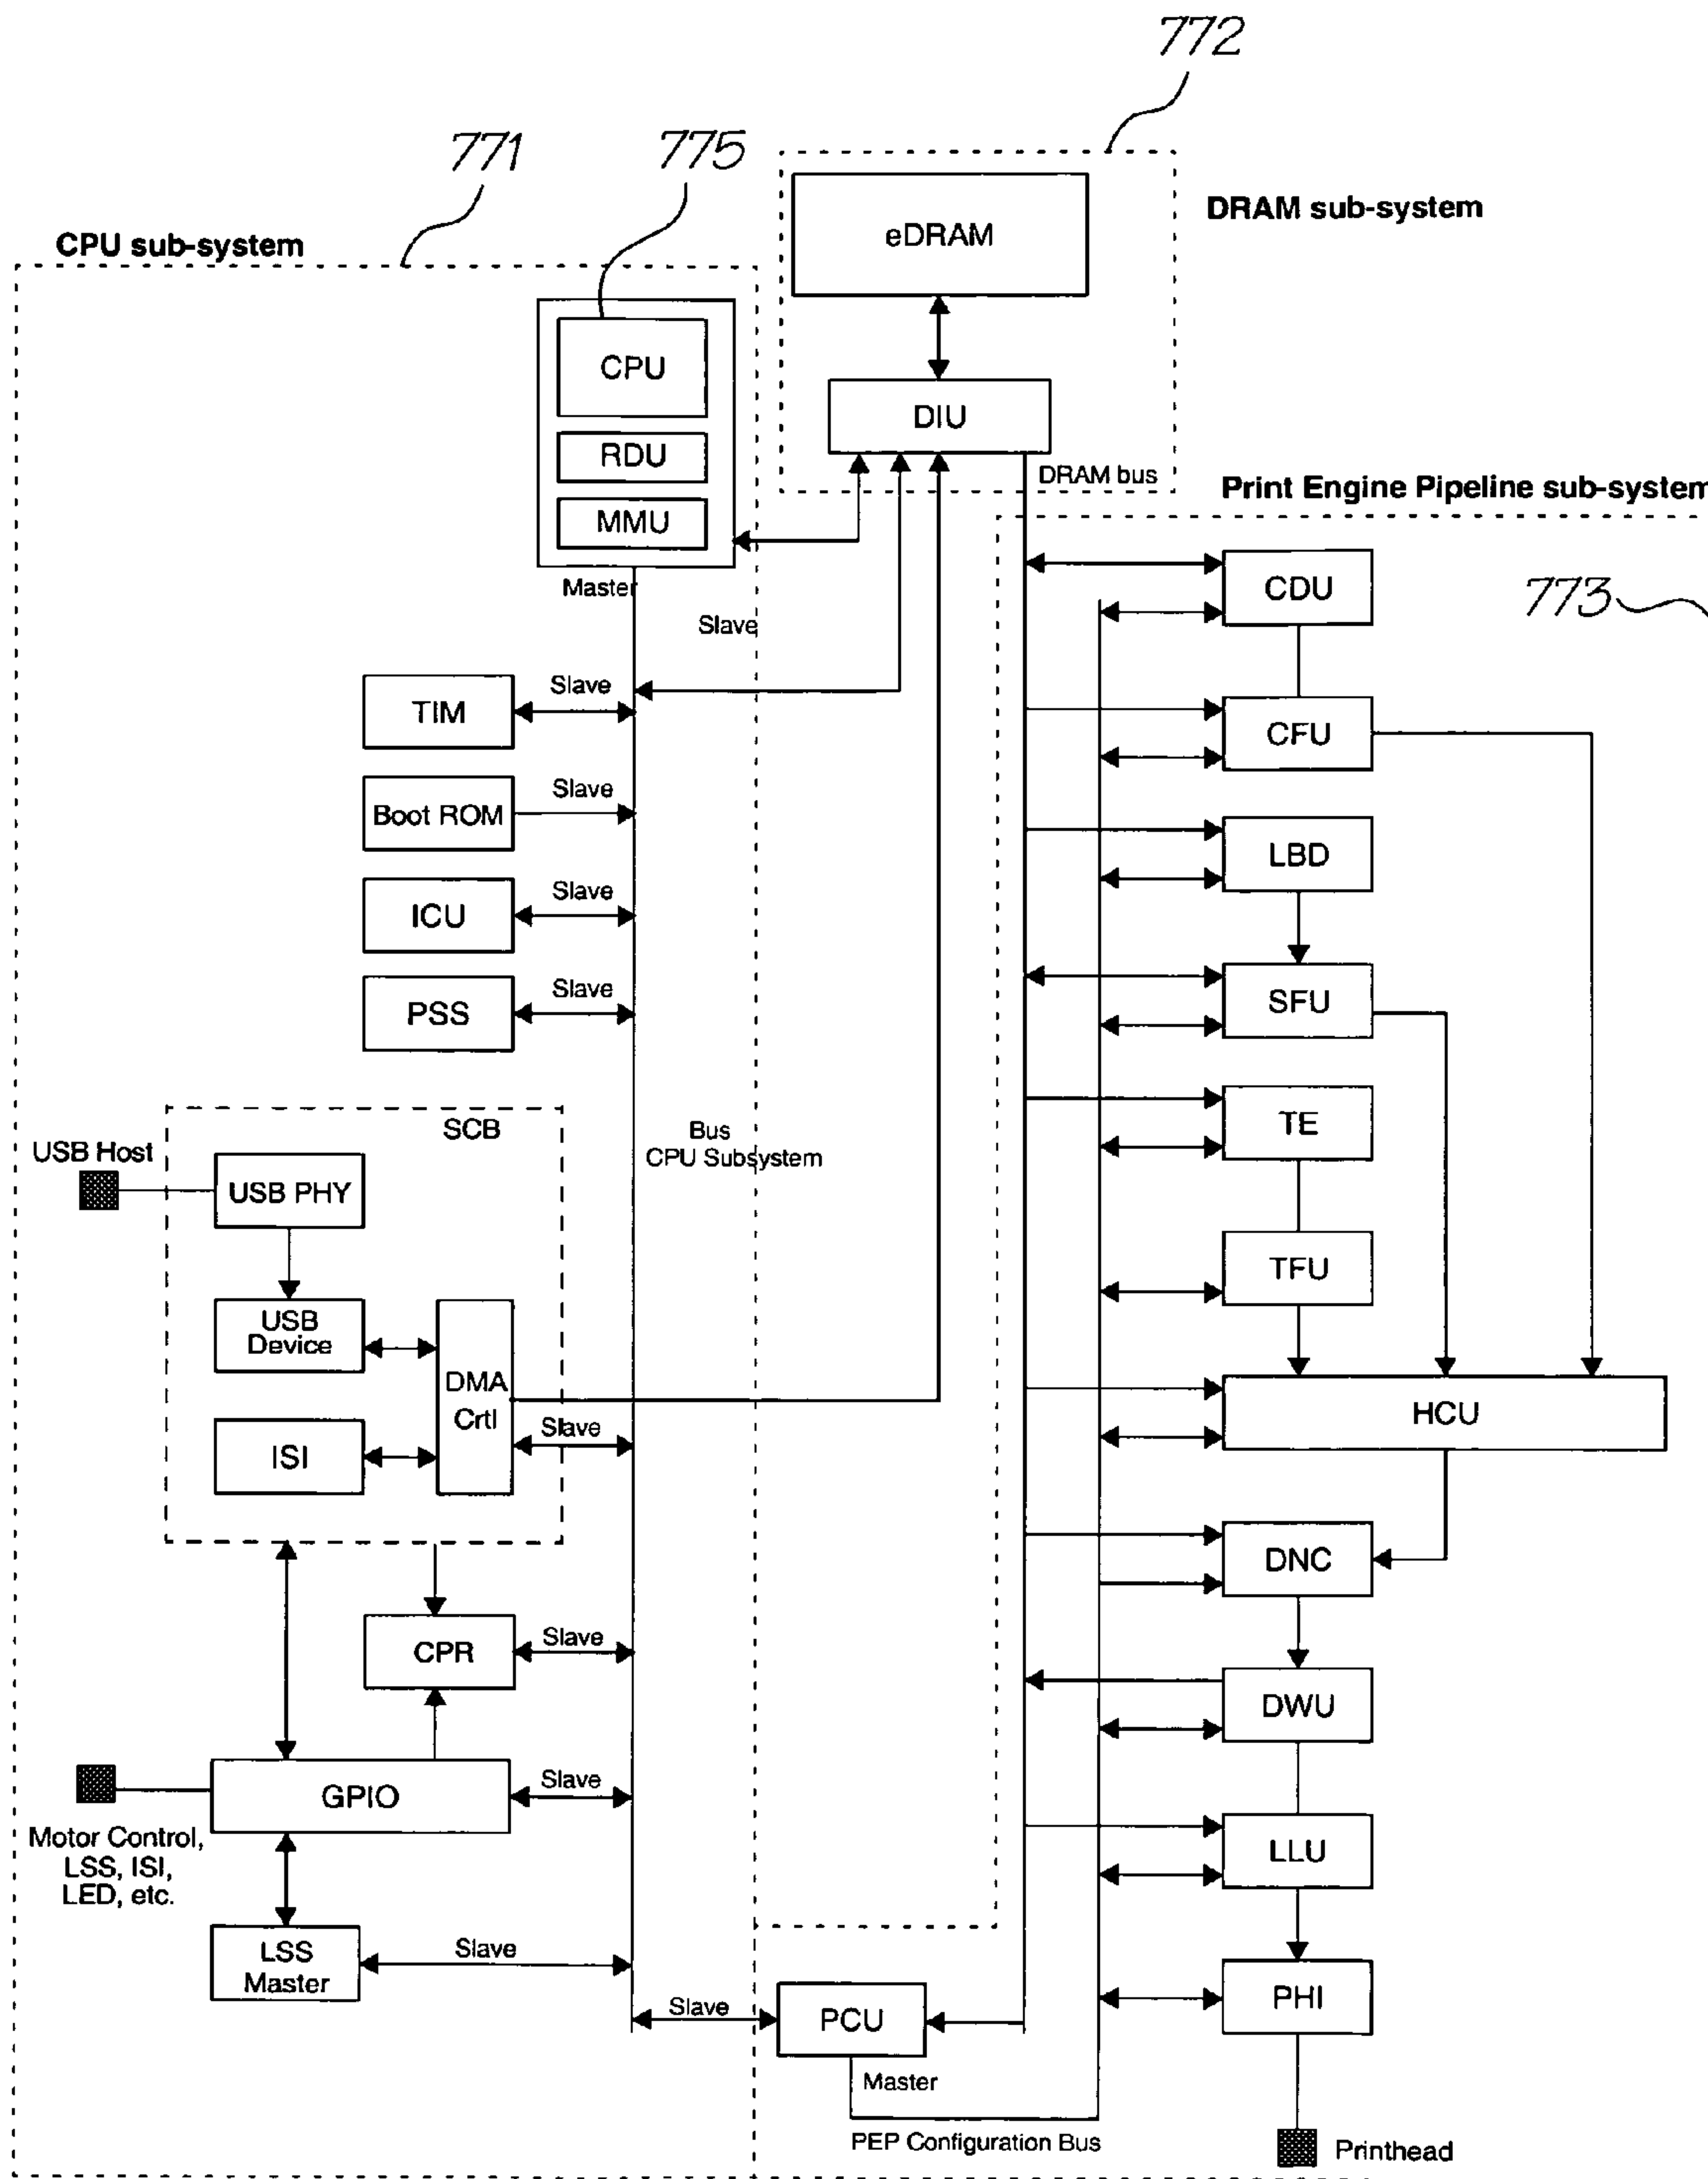 772
771
775
DRAM sub-system
CPU sub-system
eDRAM
CPU
DIU
RDU
DRAM bus
Print Engine Pipeline sub-system
MMU
Master
CDU
773
Slave
TIM
Slave
CFU
Boot ROM
Slave
LBD
ICU
Slave
PSS
Slave
SFU
SCB
Bus
CPU Subsystem
TE
USB Host
USB PHY
TFU
USB
Device
DMA
Crtl
Slave
HCU
ISI
DNC
CPR
Slave
DWU
GPIO
Slave
Motor Control,
LSS, ISI,
LED, etc.
LLU
LSS
Master
Slave
PHI
Slave
PCU
Master
PEP Configuration Bus
Printhead